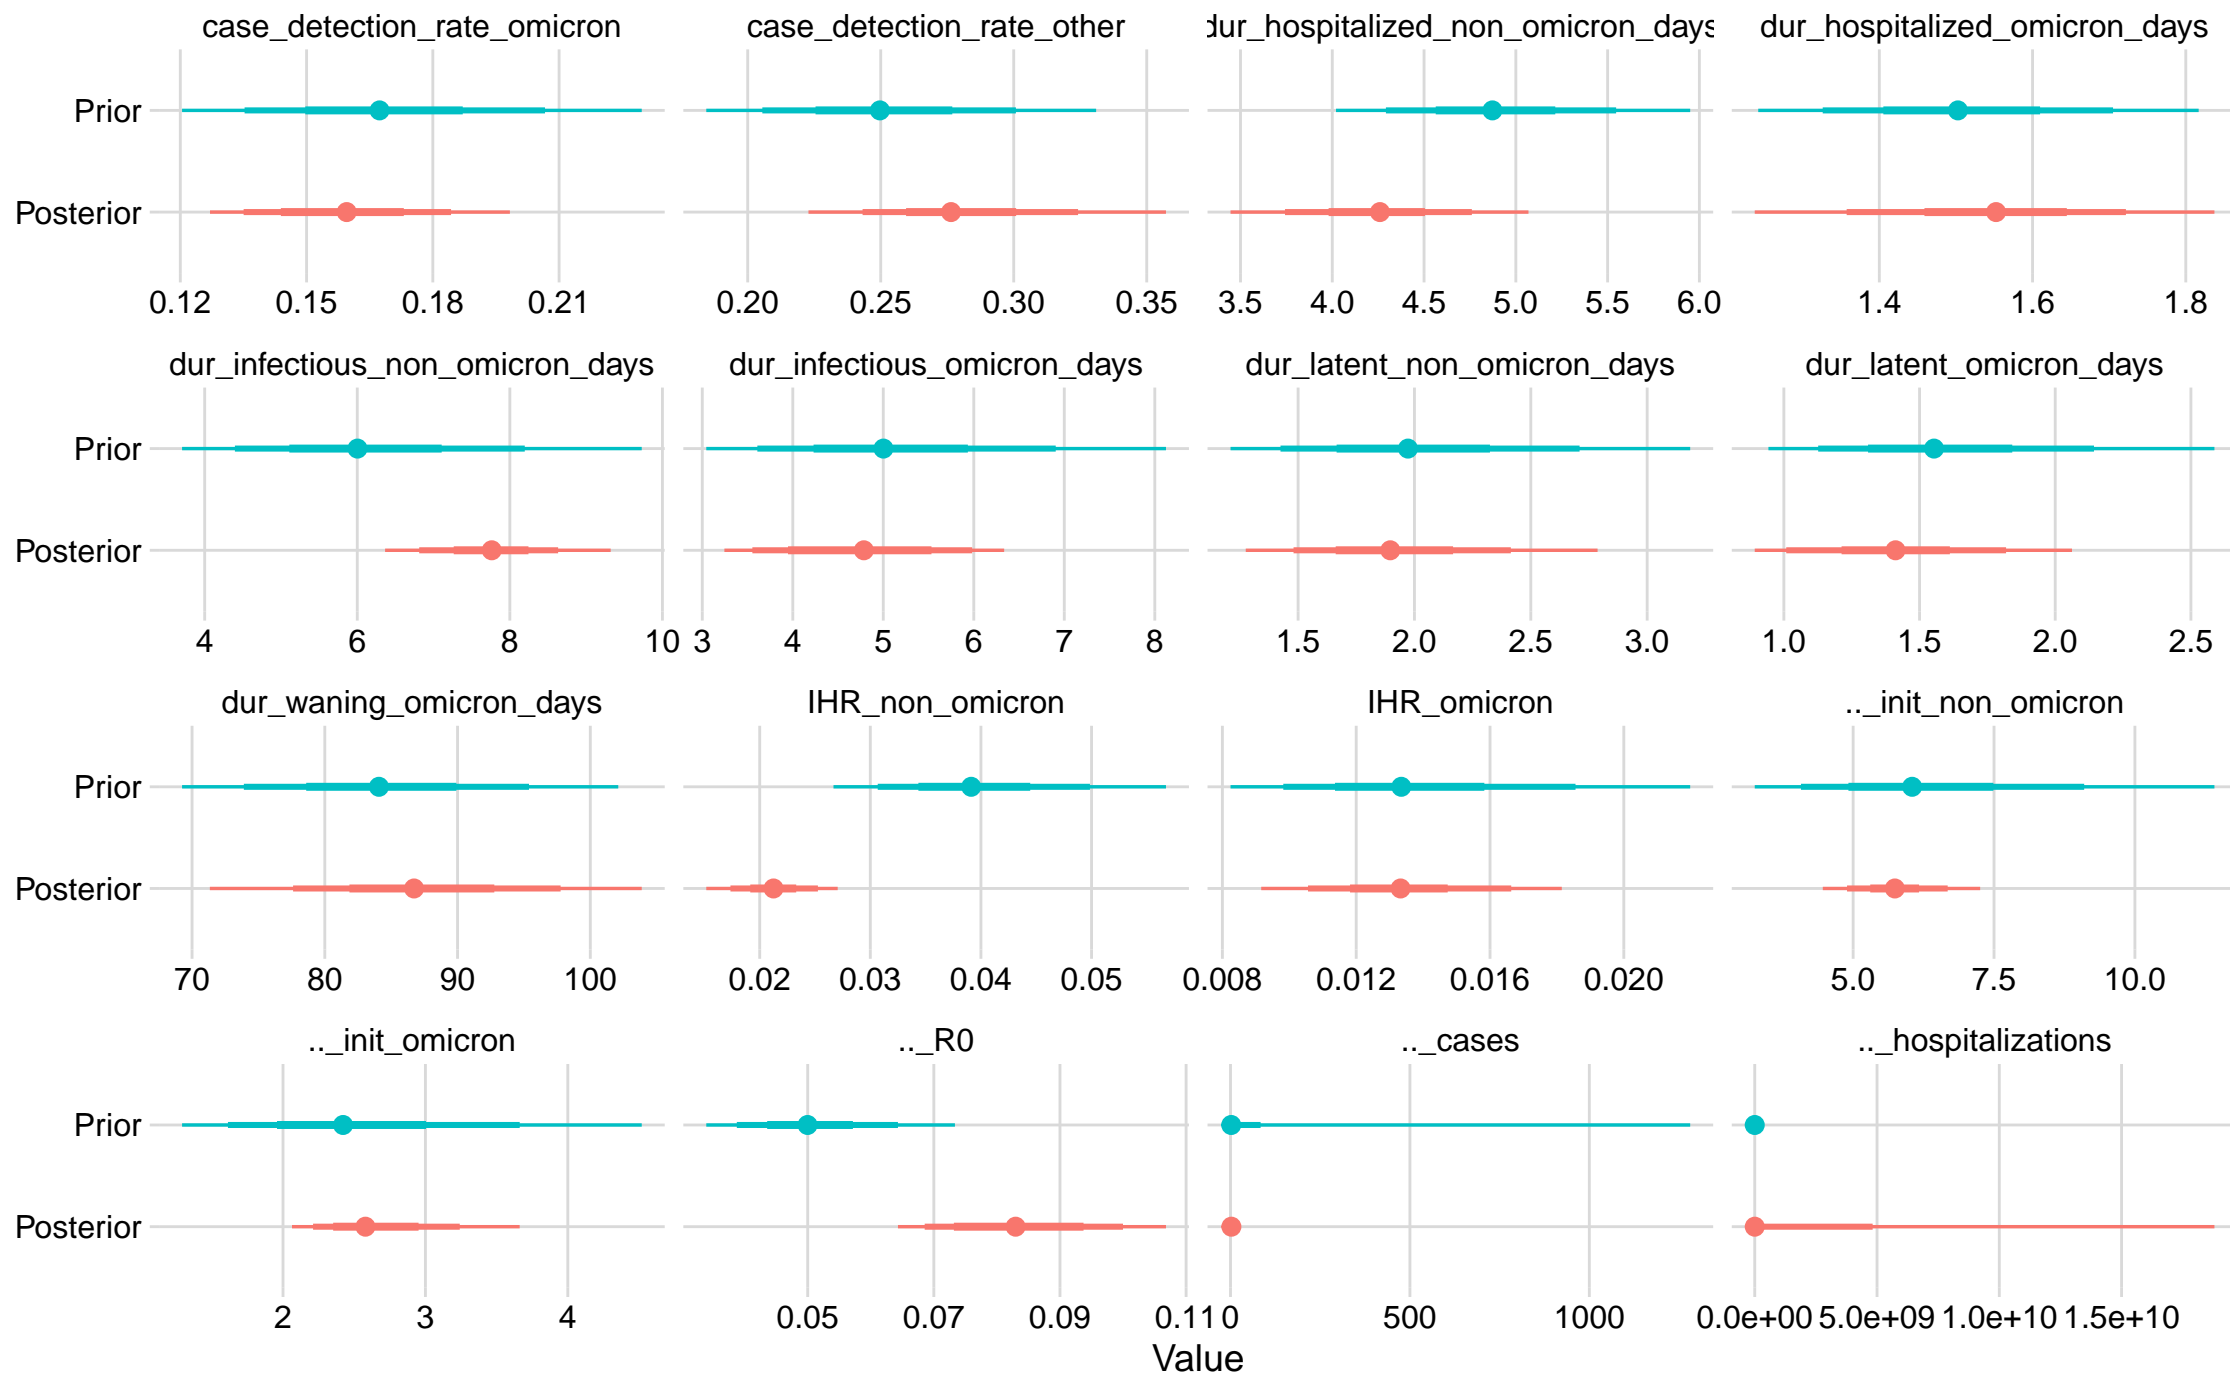 case_detection_rate_omicron case_detection_rate_other dur_hospitalized_non_omicron_days dur_hospitalized_omicron_days
Prior
Posterior
0.12 0.15 0.18 0.21 0.20 0.25 0.30 0.35 3.5 4.0 4.5 5.0 5.5 6.0 1.4 1.6 1.8
dur_infectious_non_omicron_days dur_infectious_omicron_days dur_latent_non_omicron_days dur_latent_omicron_days
Prior
Posterior
4 6 8 10 3 4 5 6 7 8 1.5 2.0 2.5 3.0 1.0 1.5 2.0 2.5
dur_waning_omicron_days IHR_non_omicron IHR_omicron .._init_non_omicron
Prior
Posterior
70 80 90 100 0.02 0.03 0.04 0.05 0.008 0.012 0.016 0.020 5.0 7.5 10.0
.._init_omicron .._R0 .._cases .._hospitalizations
Prior
Posterior
2 3 4 0.05 0.07 0.09 0.11 0 500 1000 0.0e+00 5.0e+09 1.0e+10 1.5e+10
Value